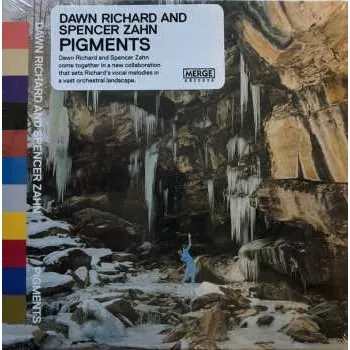 DAWN RICHARD AND
SPENCER ZAHN
PIGMENTS
Dawn Richard and Spencer Zahn
come together in a new collaboration
that sets Richard's vocal melodies in
a vast orchestral landscape.
MERGE
RECORDS
DAWN RICHARD AND SPENCER ZAHN
PIGMENTS